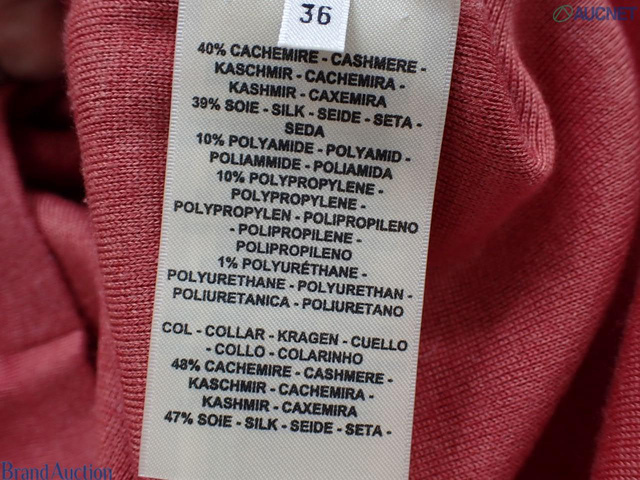 36
AUCNET
40% CACHEMIRE - CASHMERE -
KASCHMIR - CACHEMIRA -
KASHMIR - CAXEMIRA
39% SOIE - SILK - SEIDE - SETA -
SEDA
10% POLYAMIDE - POLYAMID -
POLIAMMIDE - POLIAMIDA
10% POLYPROPYLENE -
POLYPROPYLENE -
POLYPROPYLEN - POLIPROPILENO
- POLIPROPILENE -
POLIPROPILENO
1% POLYURÉTHANE -
POLYURETHANE - POLYURETHAN -
POLIURETANICA - POLIURETANO
COL - COLLAR - KRAGEN - CUELLO
- COLLO - COLARINHO
48% CACHEMIRE - CASHMERE -
KASCHMIR - CACHEMIRA -
KASHMIR - CAXEMIRA
47% SOIE - SILK - SEIDE - SETA -
Brand Auction